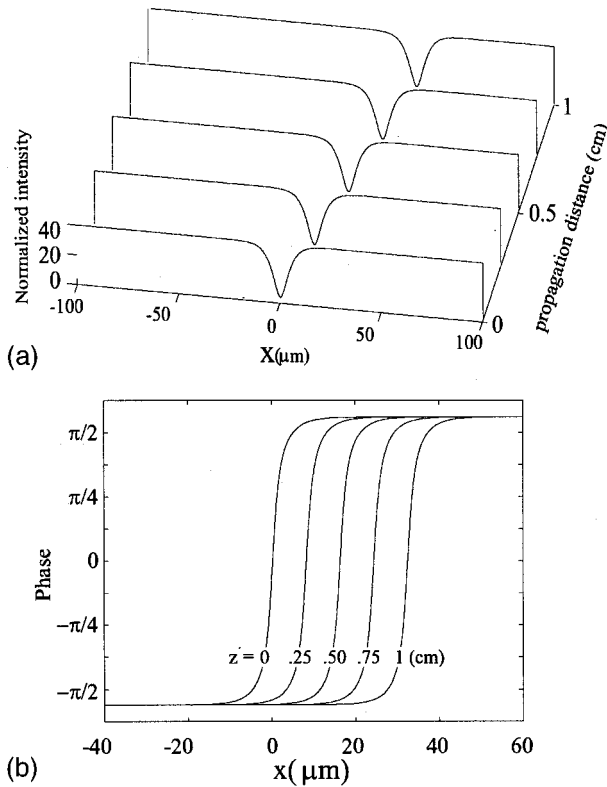 Normalized intensity
40
20
0
-100
-50
0
50
100
X(μm)
0
0.5
1
propagation distance (cm)
(a)
Phase
π/2
π/4
0
−π/4
−π/2
z = 0 .25 .50 .75 1 (cm)
-40 -20 0 20 40 60
x(μm)
(b)